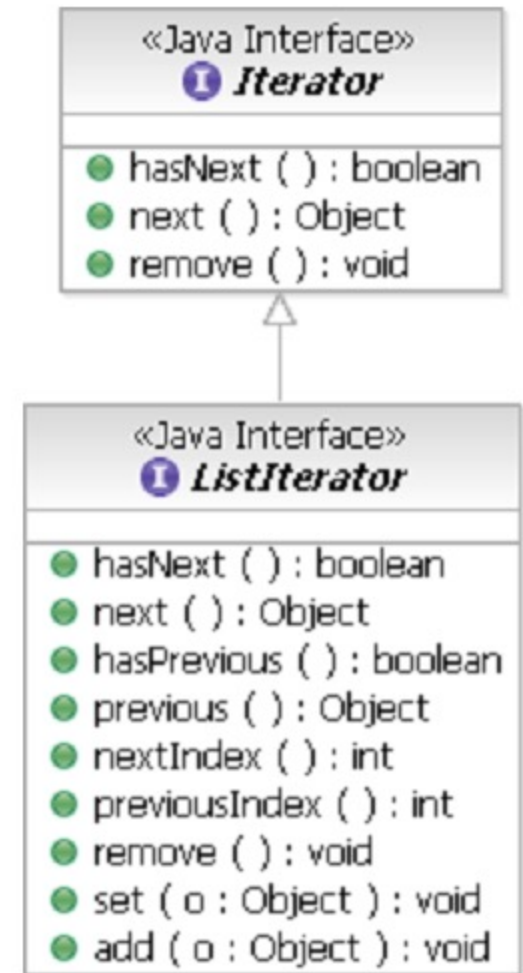 «Java Interface»
I Iterator
hasNext ( ) : boolean
next ( ) : Object
remove ( ) : void
«Java Interface»
I ListIterator
hasNext ( ) : boolean
next ( ) : Object
hasPrevious ( ) : boolean
previous ( ) : Object
nextIndex ( ) : int
previousIndex ( ) : int
remove ( ) : void
set ( o : Object ) : void
add ( o : Object ) : void